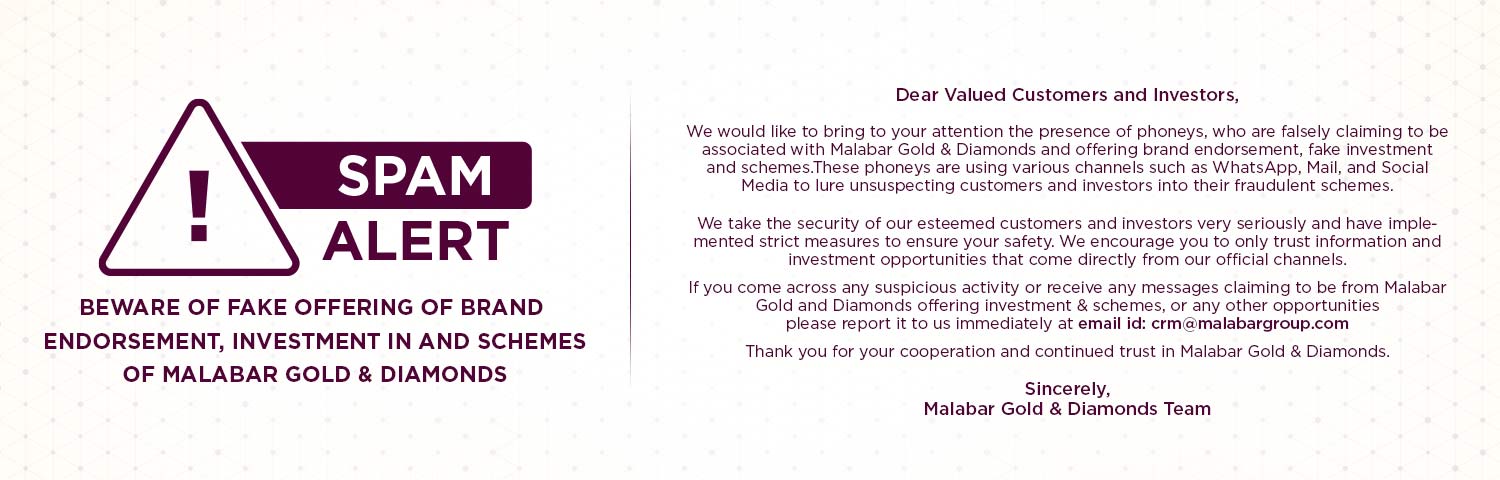 !
SPAM
ALERT
BEWARE OF FAKE OFFERING OF BRAND
ENDORSEMENT, INVESTMENT IN AND SCHEMES
OF MALABAR GOLD & DIAMONDS
Dear Valued Customers and Investors,
We would like to bring to your attention the presence of phoneys, who are falsely claiming to be
associated with Malabar Gold & Diamonds and offering brand endorsement, fake investment
and schemes.These phoneys are using various channels such as WhatsApp, Mail, and Social
Media to lure unsuspecting customers and investors into their fraudulent schemes.
We take the security of our esteemed customers and investors very seriously and have imple-
mented strict measures to ensure your safety. We encourage you to only trust information and
investment opportunities that come directly from our official channels.
If you come across any suspicious activity or receive any messages claiming to be from Malabar
Gold and Diamonds offering investment & schemes, or any other opportunities
please report it to us immediately at email id: crm@malabargroup.com
Thank you for your cooperation and continued trust in Malabar Gold & Diamonds.
Sincerely,
Malabar Gold & Diamonds Team